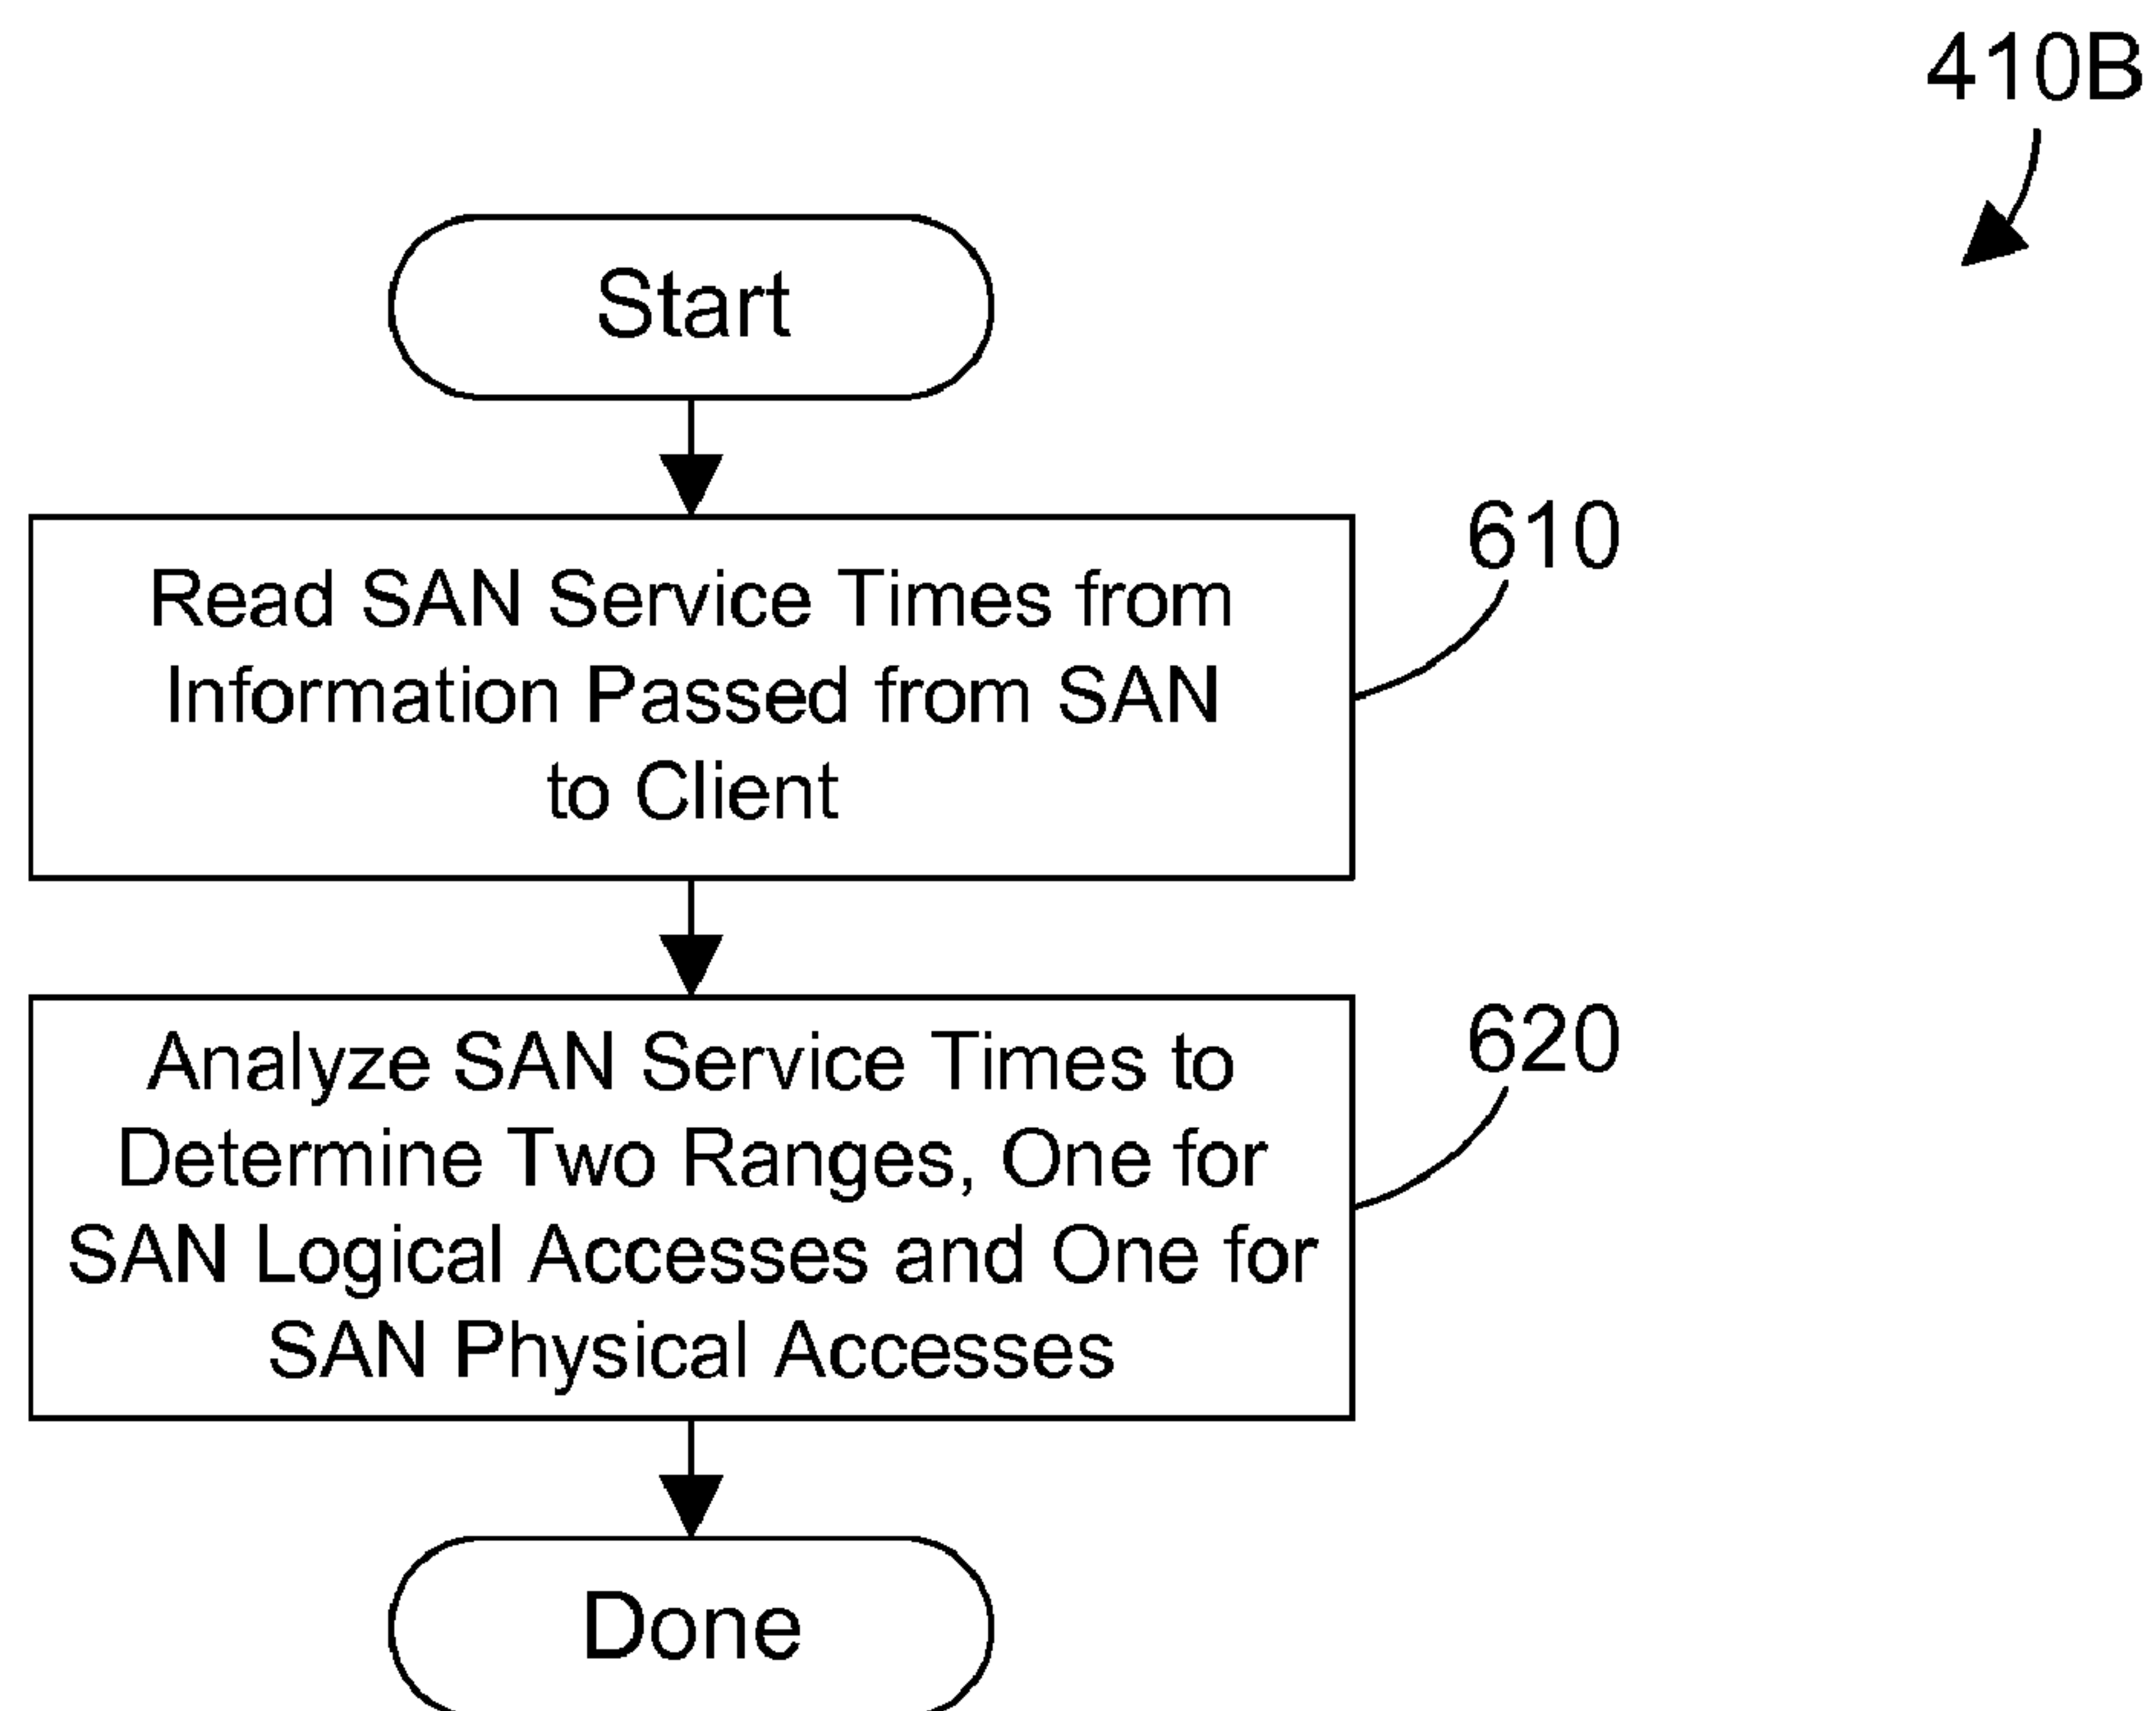 410B
Start
610
Read SAN Service Times from
Information Passed from SAN
to Client
620
Analyze SAN Service Times to
Determine Two Ranges, One for
SAN Logical Accesses and One for
SAN Physical Accesses
Done